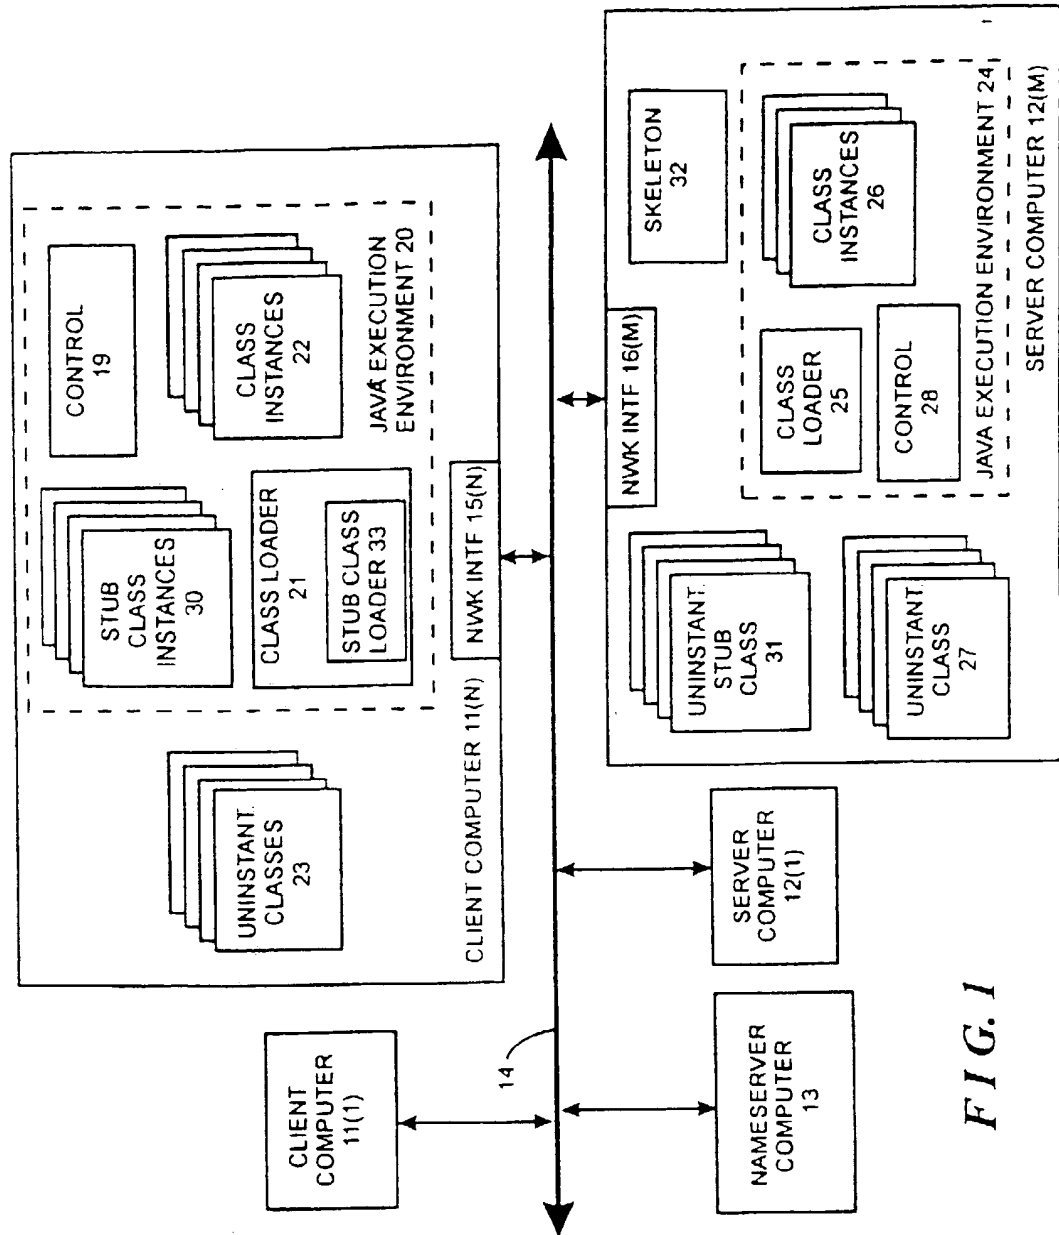 CLIENT
COMPUTER
11(1)
UNINSTANT.
CLASSES
23
STUB
CLASS
INSTANCES
30
CONTROL
19
CLASS LOADER
21
STUB CLASS
LOADER 33
CLASS
INSTANCES
22
JAVA EXECUTION
ENVIRONMENT 20
CLIENT COMPUTER 11(N)
NWK INTF 15(N)
14
NAMESERVER
COMPUTER
13
SERVER
COMPUTER
12(1)
NWK INTF 16(M)
UNINSTANT.
STUB
CLASS
31
UNINSTANT.
CLASS
27
SKELETON
32
CLASS
LOADER
25
CLASS
INSTANCES
26
CONTROL
28
JAVA EXECUTION ENVIRONMENT 24
SERVER COMPUTER 12(M)
FIG. 1